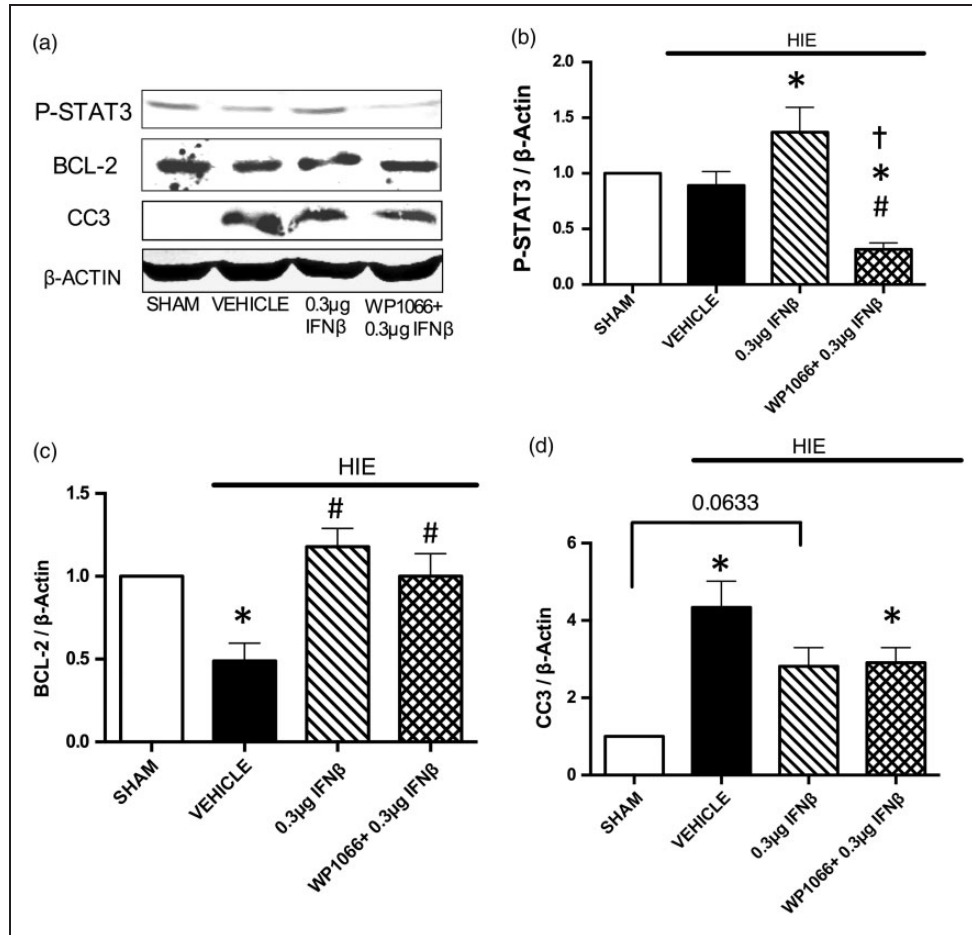 (a)
P-STAT3
BCL-2
CC3
β-ACTIN
SHAM VEHICLE 0.3µg IFNβ WP1066+ 0.3µg IFNβ
(b)
HIE
P-STAT3 / β-Actin
2.0
1.5
1.0
0.5
0.0
*
†
*
#
SHAM
VEHICLE
0.3µg IFNβ
WP1066+ 0.3µg IFNβ
(c)
HIE
BCL-2 / β-Actin
1.5
1.0
0.5
0.0
*
#
#
SHAM
VEHICLE
0.3µg IFNβ
WP1066+ 0.3µg IFNβ
(d)
HIE
0.0633
CC3 / β-Actin
6
4
2
0
*
*
SHAM
VEHICLE
0.3µg IFNβ
WP1066+ 0.3µg IFNβ